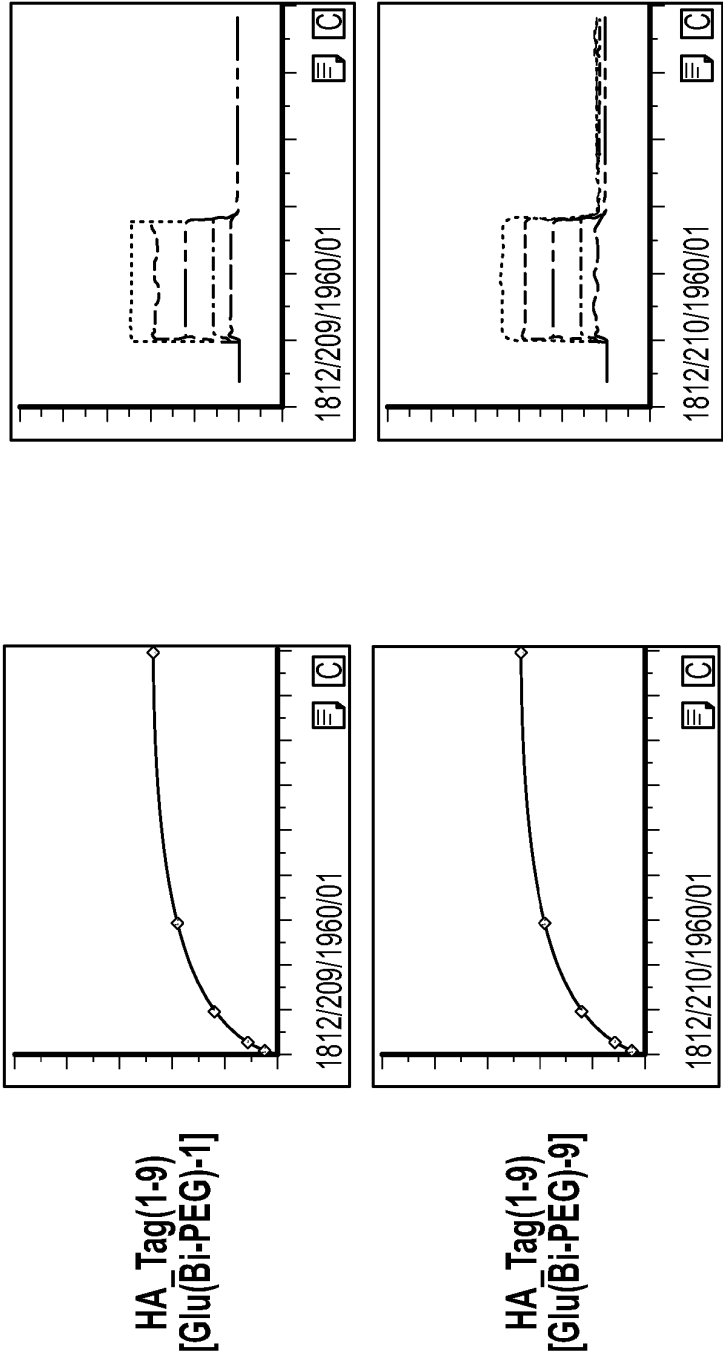 HA_Tag(1-9)
[Glu(Bi-PEG)-1]
1812/209/1960/01
C
1812/209/1960/01
C
HA_Tag(1-9)
[Glu(Bi-PEG)-9]
1812/210/1960/01
C
1812/210/1960/01
C